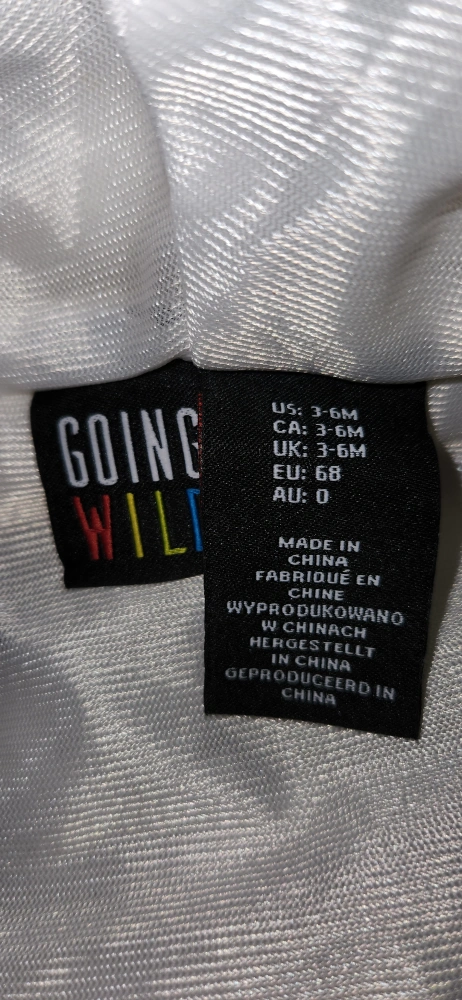 GOING
WIL
US: 3-6M
CA: 3-6M
UK: 3-6M
EU: 68
AU: 0
MADE IN
CHINA
FABRIQUÉ EN
CHINE
WYPRODUKOWANO
W CHINACH
HERGESTELLT
IN CHINA
GEPRODUCEERD IN
CHINA